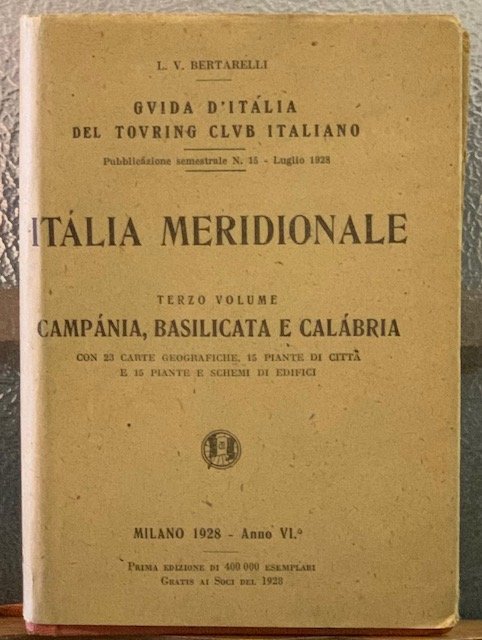 L. V. BERTARELLI
GVIDA D'ITÁLIA
DEL TOVRING CLVB ITALIANO
Pubblicazione semestrale N. 15 - Luglio 1928
ITÁLIA MERIDIONALE
TERZO VOLUME
CAMPÁNIA, BASILICATA E CALÁBRIA
CON 23 CARTE GEOGRAFICHE, 15 PIANTE DI CITTÀ
E 15 PIANTE E SCHEMI DI EDIFICI
MILANO 1928 - Anno VI.º
PRIMA EDIZIONE DI 400 000 ESEMPLARI
GRATIS AI SOCI DEL 1928